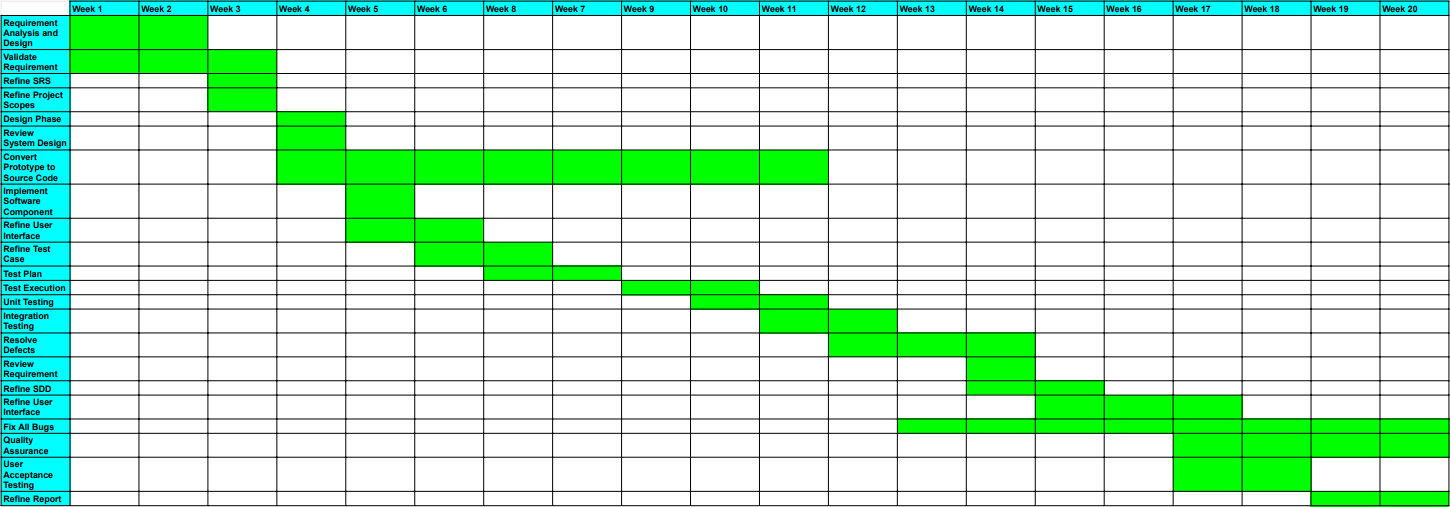 Week 1 Week 2 Week 3 Week 4 Week 5 Week 6 Week 8 Week 7 Week 9 Week 10 Week 11 Week 12 Week 13 Week 14 Week 15 Week 16 Week 17 Week 18 Week 19 Week 20
Requirement
Analysis and
Design
Validate
Requirement
Refine SRS
Refine Project
Scopes
Design Phase
Review
System Design
Convert
Prototype to
Source Code
Implement
Software
Component
Refine User
Interface
Refine Test
Case
Test Plan
Test Execution
Unit Testing
Integration
Testing
Resolve
Defects
Review
Requirement
Refine SDD
Refine User
Interface
Fix All Bugs
Quality
Assurance
User
Acceptance
Testing
Refine Report